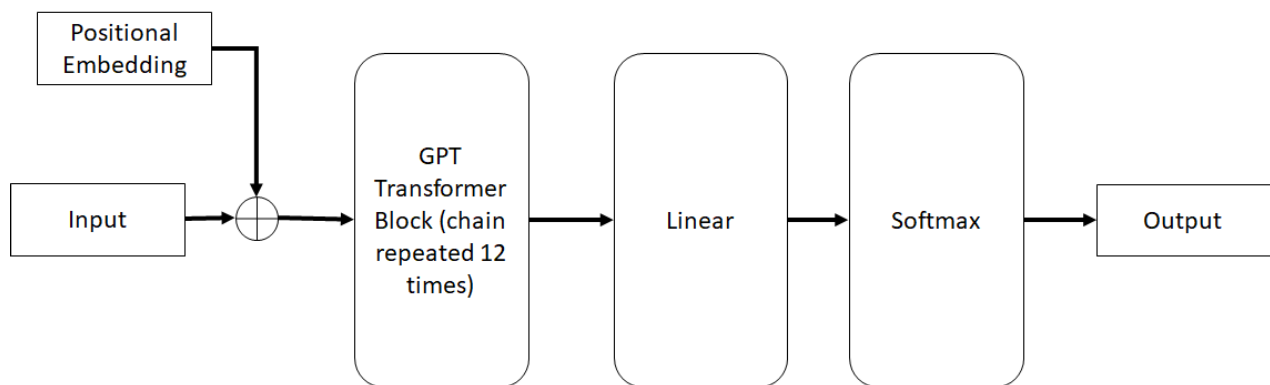 Positional
Embedding
Input
GPT
Transformer
Block (chain
repeated 12
times)
Linear
Softmax
Output